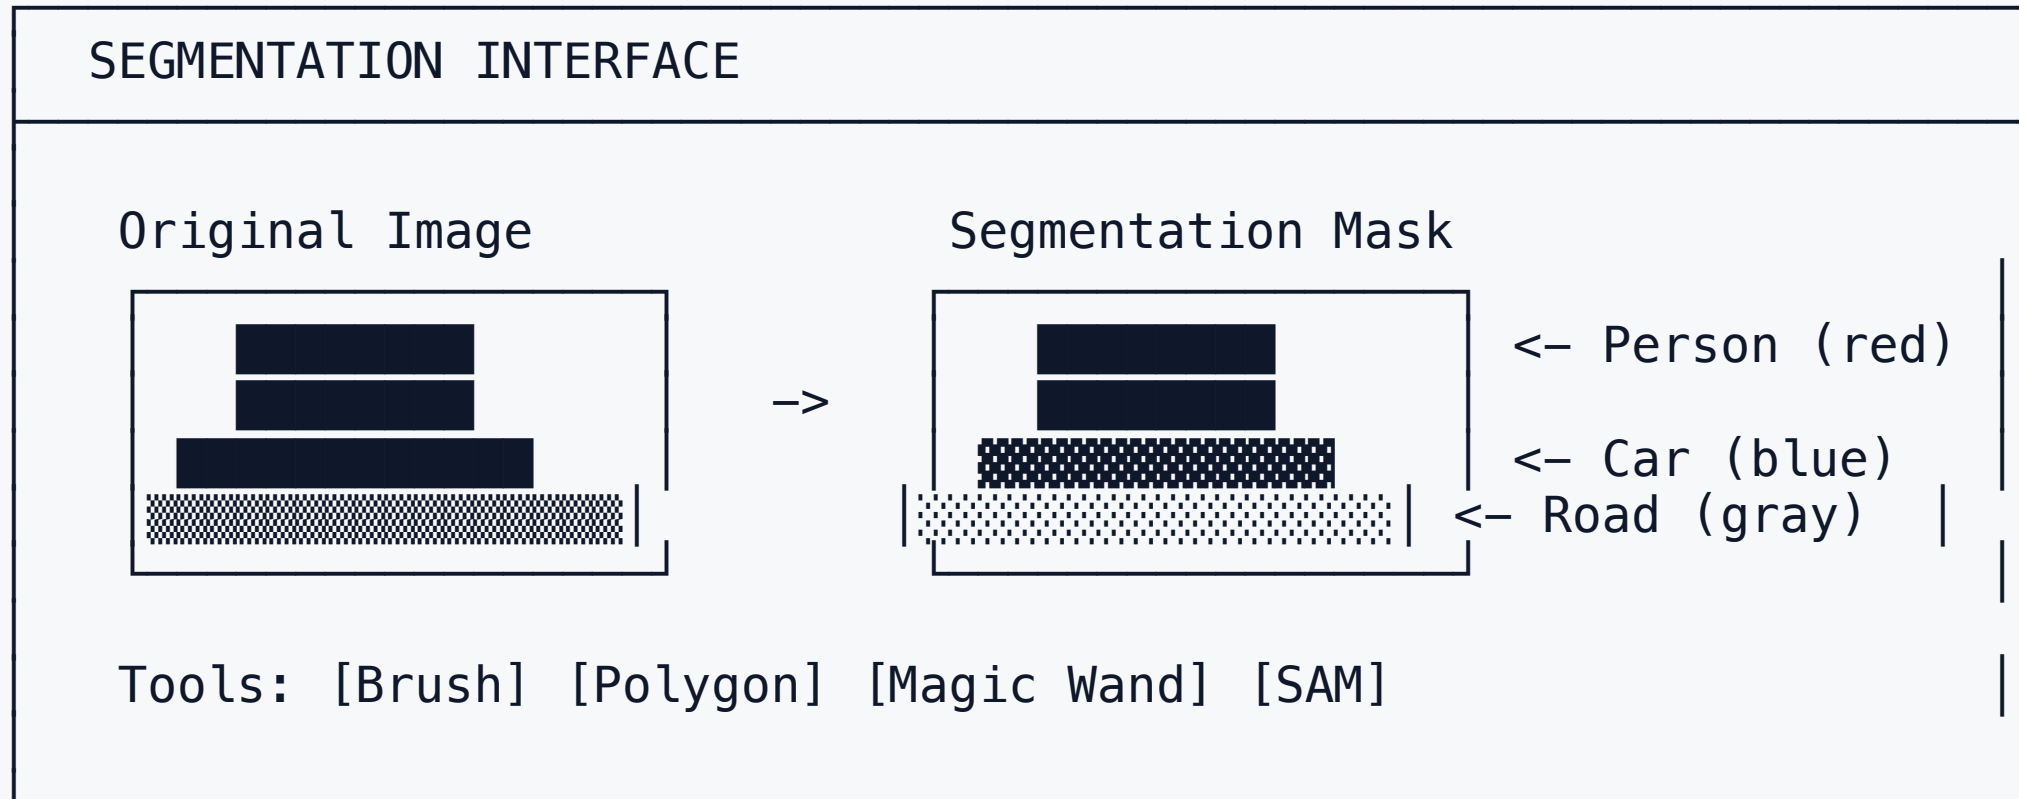 SEGMENTATION INTERFACE
Original Image Segmentation Mask
<- Person (red)
->
<- Car (blue)
<- Road (gray)
Tools: [Brush] [Polygon] [Magic Wand] [SAM]